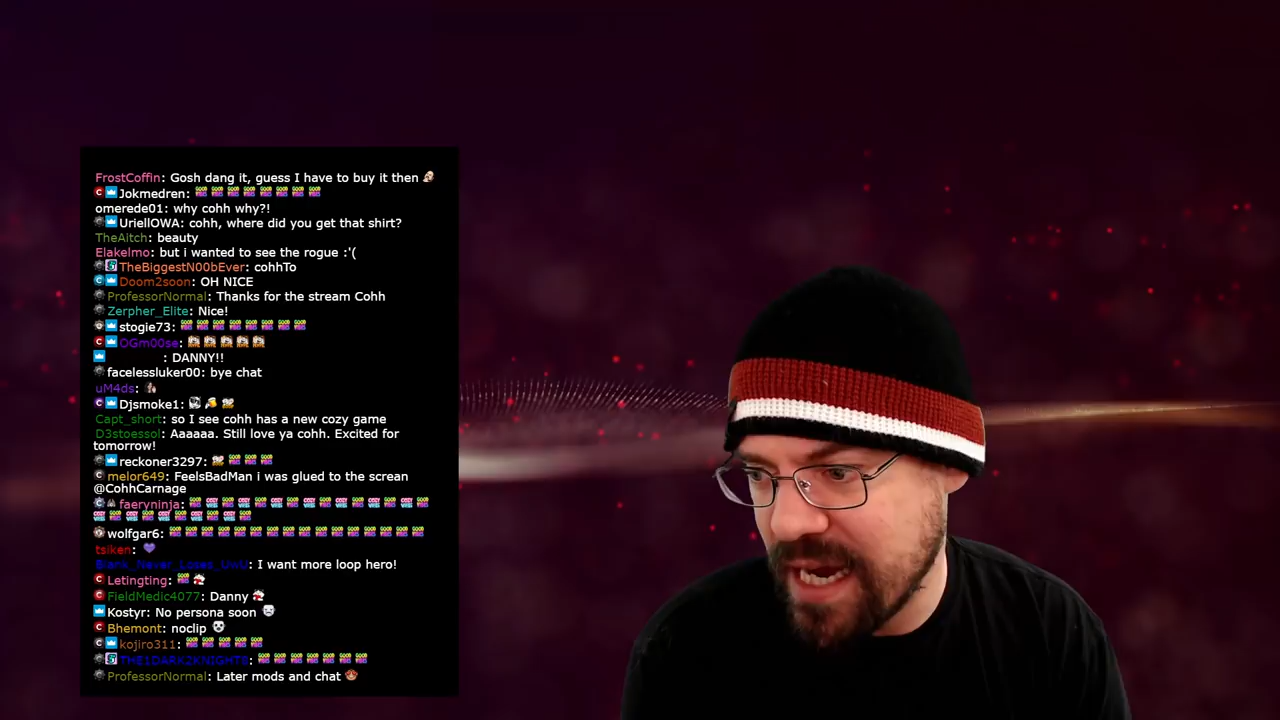 FrostCoffin: Gosh dang it, guess I have to buy it then
Jokmedren:
omerede01: why cohh why?!
UriellOWA: cohh, where did you get that shirt?
TheAitch: beauty
Elakelmo: but i wanted to see the rogue :'(
TheBiggestN00bEver: cohhTo
Doom2soon: OH NICE
ProfessorNormal: Thanks for the stream Cohh
Zerpher_Elite: Nice!
stogie73:
OGm00se:
: DANNY!!
facelessluker00: bye chat
uM4ds:
Djsmoke1:
Capt_short: so I see cohh has a new cozy game
D3stoessol: Aaaaaa. Still love ya cohh. Excited for
tomorrow!
reckoner3297:
melor649: FeelsBadMan i was glued to the screan
@CohhCarnage
faeryninja:
wolfgar6:
tsiken:
Blank_Never_Loses_UwU: I want more loop hero!
Letingting:
FieldMedic4077: Danny
Kostyr: No persona soon
Bhemont: noclip
kojiro311:
THE1DARK2KNIGHT6:
ProfessorNormal: Later mods and chat